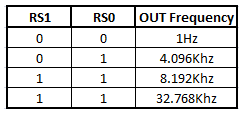 RS1 RS0 OUT Frequency
0 0 1Hz
0 1 4.096Khz
1 1 8.192Khz
1 1 32.768Khz